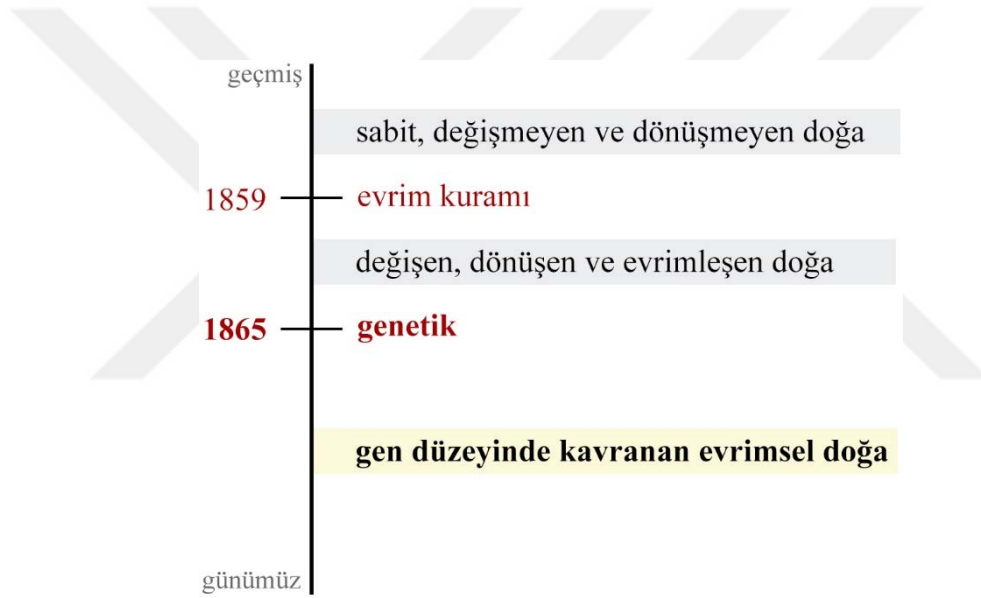 geçmiş
sabit, değişmeyen ve dönüşmeyen doğa
1859 evrim kuramı
değişen, dönüşen ve evrimleşen doğa
1865 genetik
gen düzeyinde kavranan evrimsel doğa
günümüz